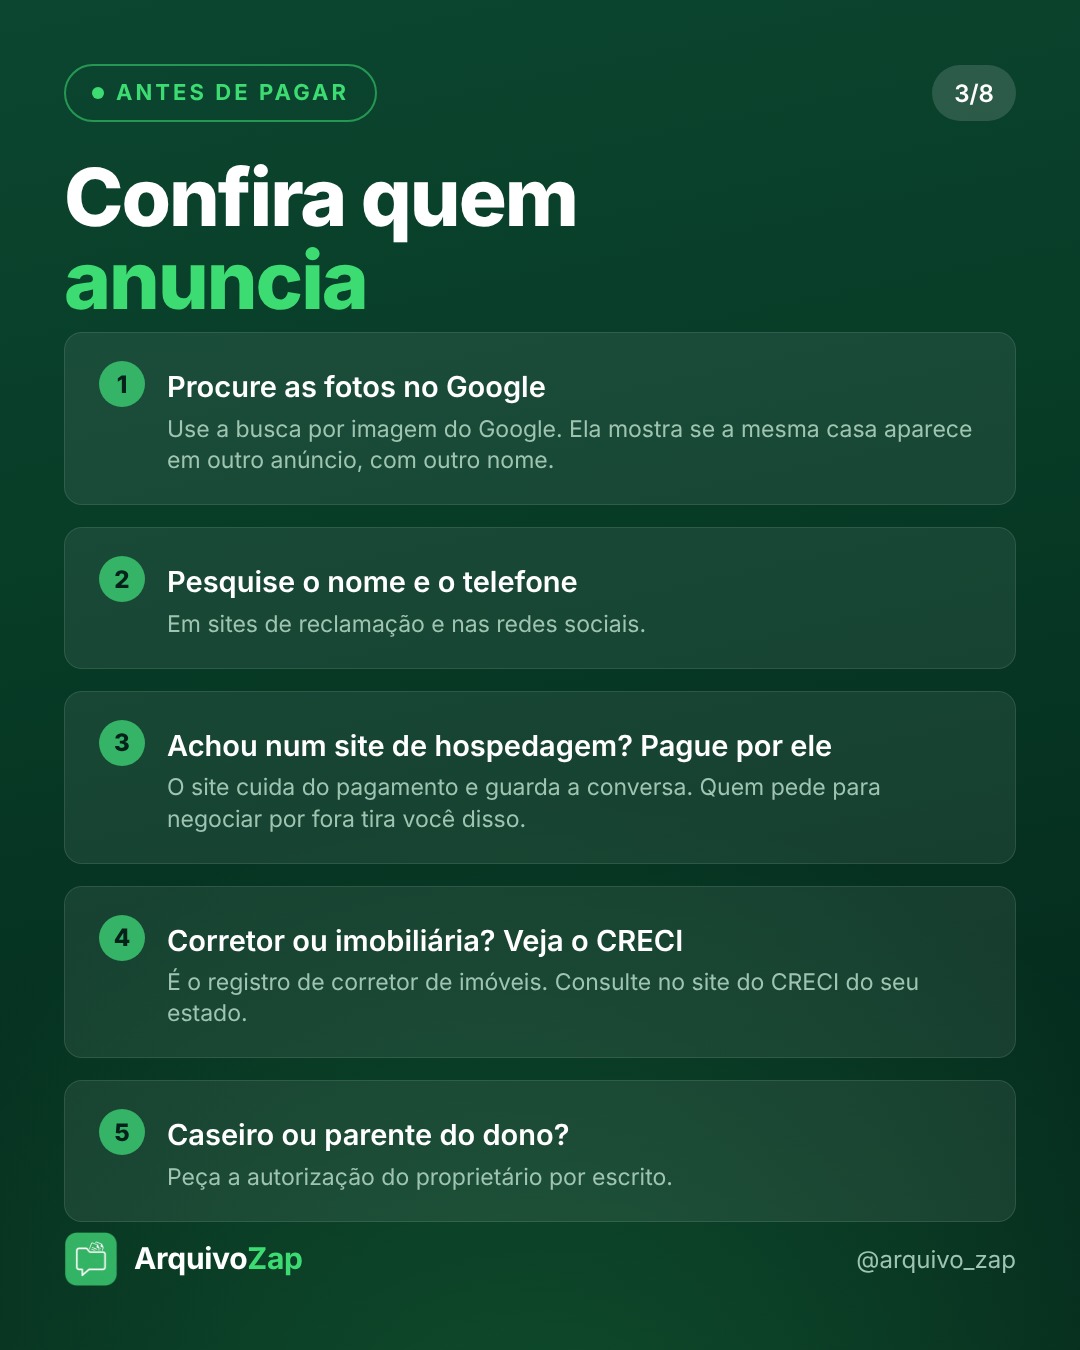 ANTES DE PAGAR
3/8
Confira quem
anuncia
1
Procure as fotos no Google
Use a busca por imagem do Google. Ela mostra se a mesma casa aparece
em outro anúncio, com outro nome.
2
Pesquise o nome e o telefone
Em sites de reclamação e nas redes sociais.
3
Achou num site de hospedagem? Pague por ele
O site cuida do pagamento e guarda a conversa. Quem pede para
negociar por fora tira você disso.
4
Corretor ou imobiliária? Veja o CRECI
É o registro de corretor de imóveis. Consulte no site do CRECI do seu
estado.
5
Caseiro ou parente do dono?
Peça a autorização do proprietário por escrito.
ArquivoZap
@arquivo_zap